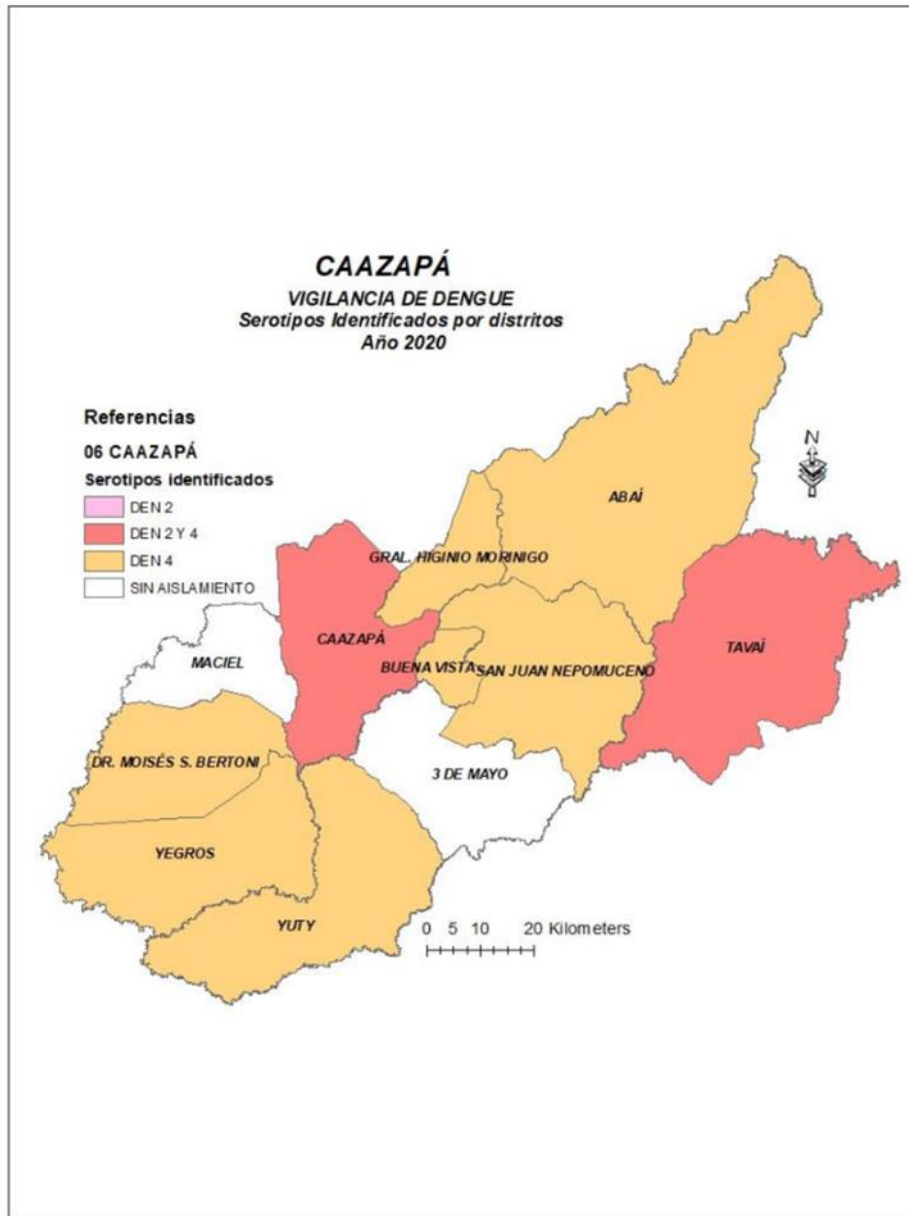 CAAZAPÁ
VIGILANCIA DE DENGUE
Serotipos Identificados por distritos
Año 2020
Referencias
06 CAAZAPÁ
Serotipos identificados
DEN 2
DEN 2 Y 4
DEN 4
SIN AISLAMIENTO
N
ABAÍ
GRAL. HIGINIO MORINIGO
CAAZAPÁ
TAVAÍ
MACIEL
BUENA VISTA
SAN JUAN NEPOMUCENO
DR. MOISÉS S. BERTONI
3 DE MAYO
YEGROS
YUTY
0 5 10 20 Kilometers